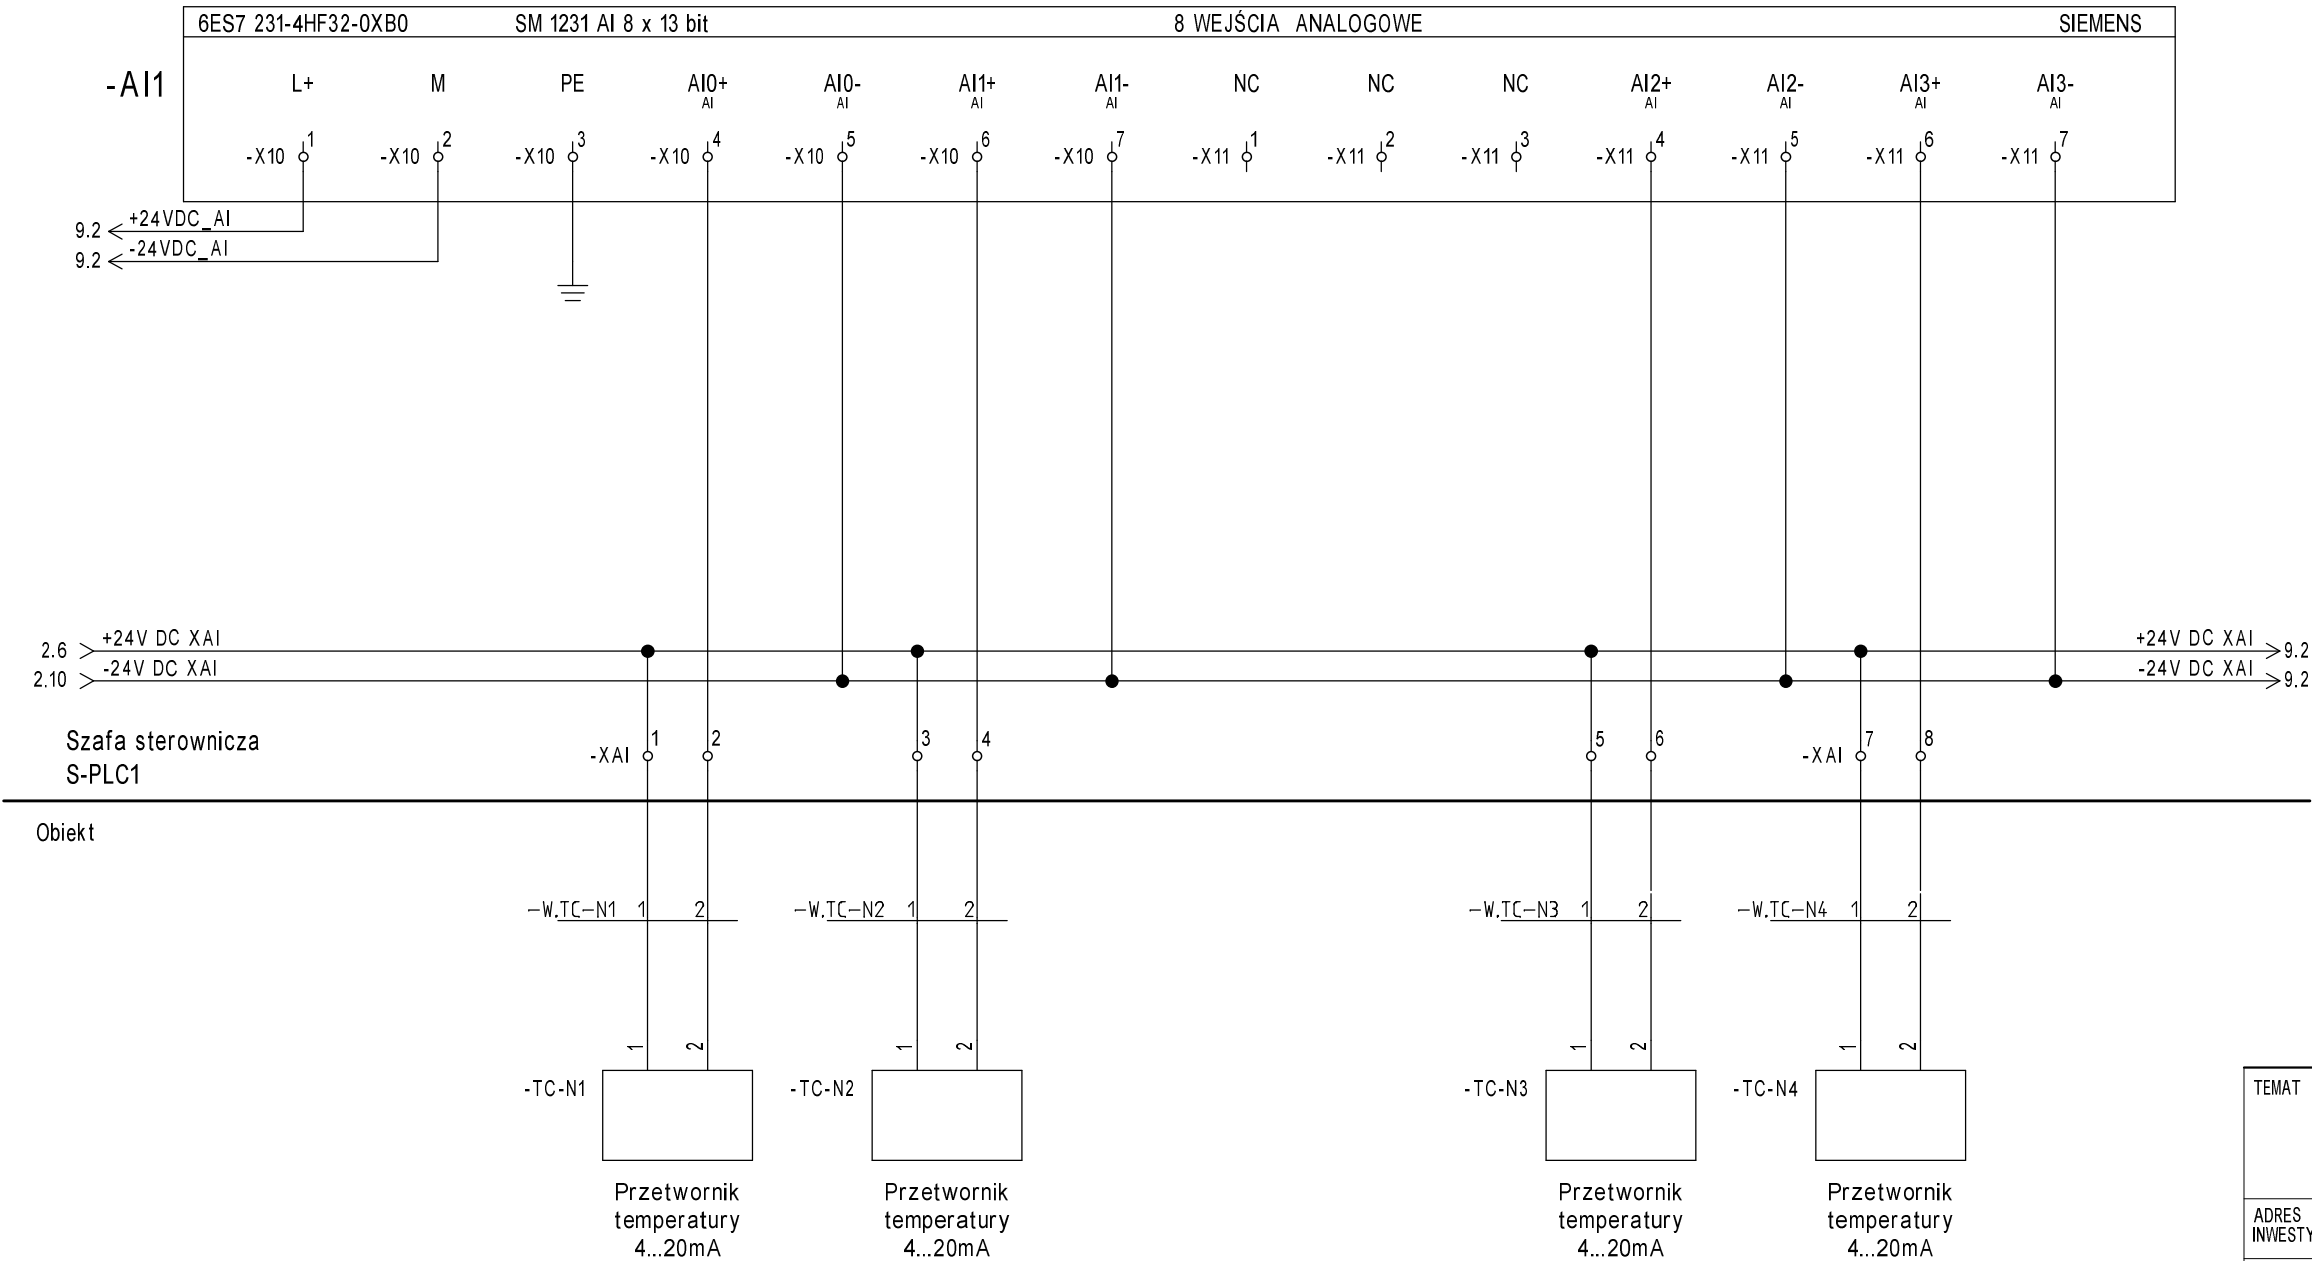 6ES7 231-4HF32-0XB0 SM 1231 AI 8 x 13 bit 8 WEJŚCIA ANALOGOWE SIEMENS
-AI1
L+ M PE AI0+ AI0- AI1+ AI1- NC NC NC AI2+ AI2- AI3+ AI3-
AI AI AI AI AI AI AI AI
1 2 3 4 5 6 7 1 2 3 4 5 6 7
-X10 -X10 -X10 -X10 -X10 -X10 -X10 -X11 -X11 -X11 -X11 -X11 -X11 -X11
9.2 +24VDC_AI
9.2 -24VDC_AI
2.6 +24V DC XAI +24V DC XAI 9.2
2.10 -24V DC XAI -24V DC XAI 9.2
Szafa sterownicza
S-PLC1
1 2 3 4 5 6 7 8
-XAI -XAI
Obiekt
-W.TC-N1 1 2 -W.TC-N2 1 2 -W.TC-N3 1 2 -W.TC-N4 1 2
1 2 1 2 1 2 1 2
-TC-N1 -TC-N2 -TC-N3 -TC-N4
Przetwornik Przetwornik Przetwornik Przetwornik
temperatury temperatury temperatury temperatury
4...20mA 4...20mA 4...20mA 4...20mA
TEMAT
ADRES
INWESTY